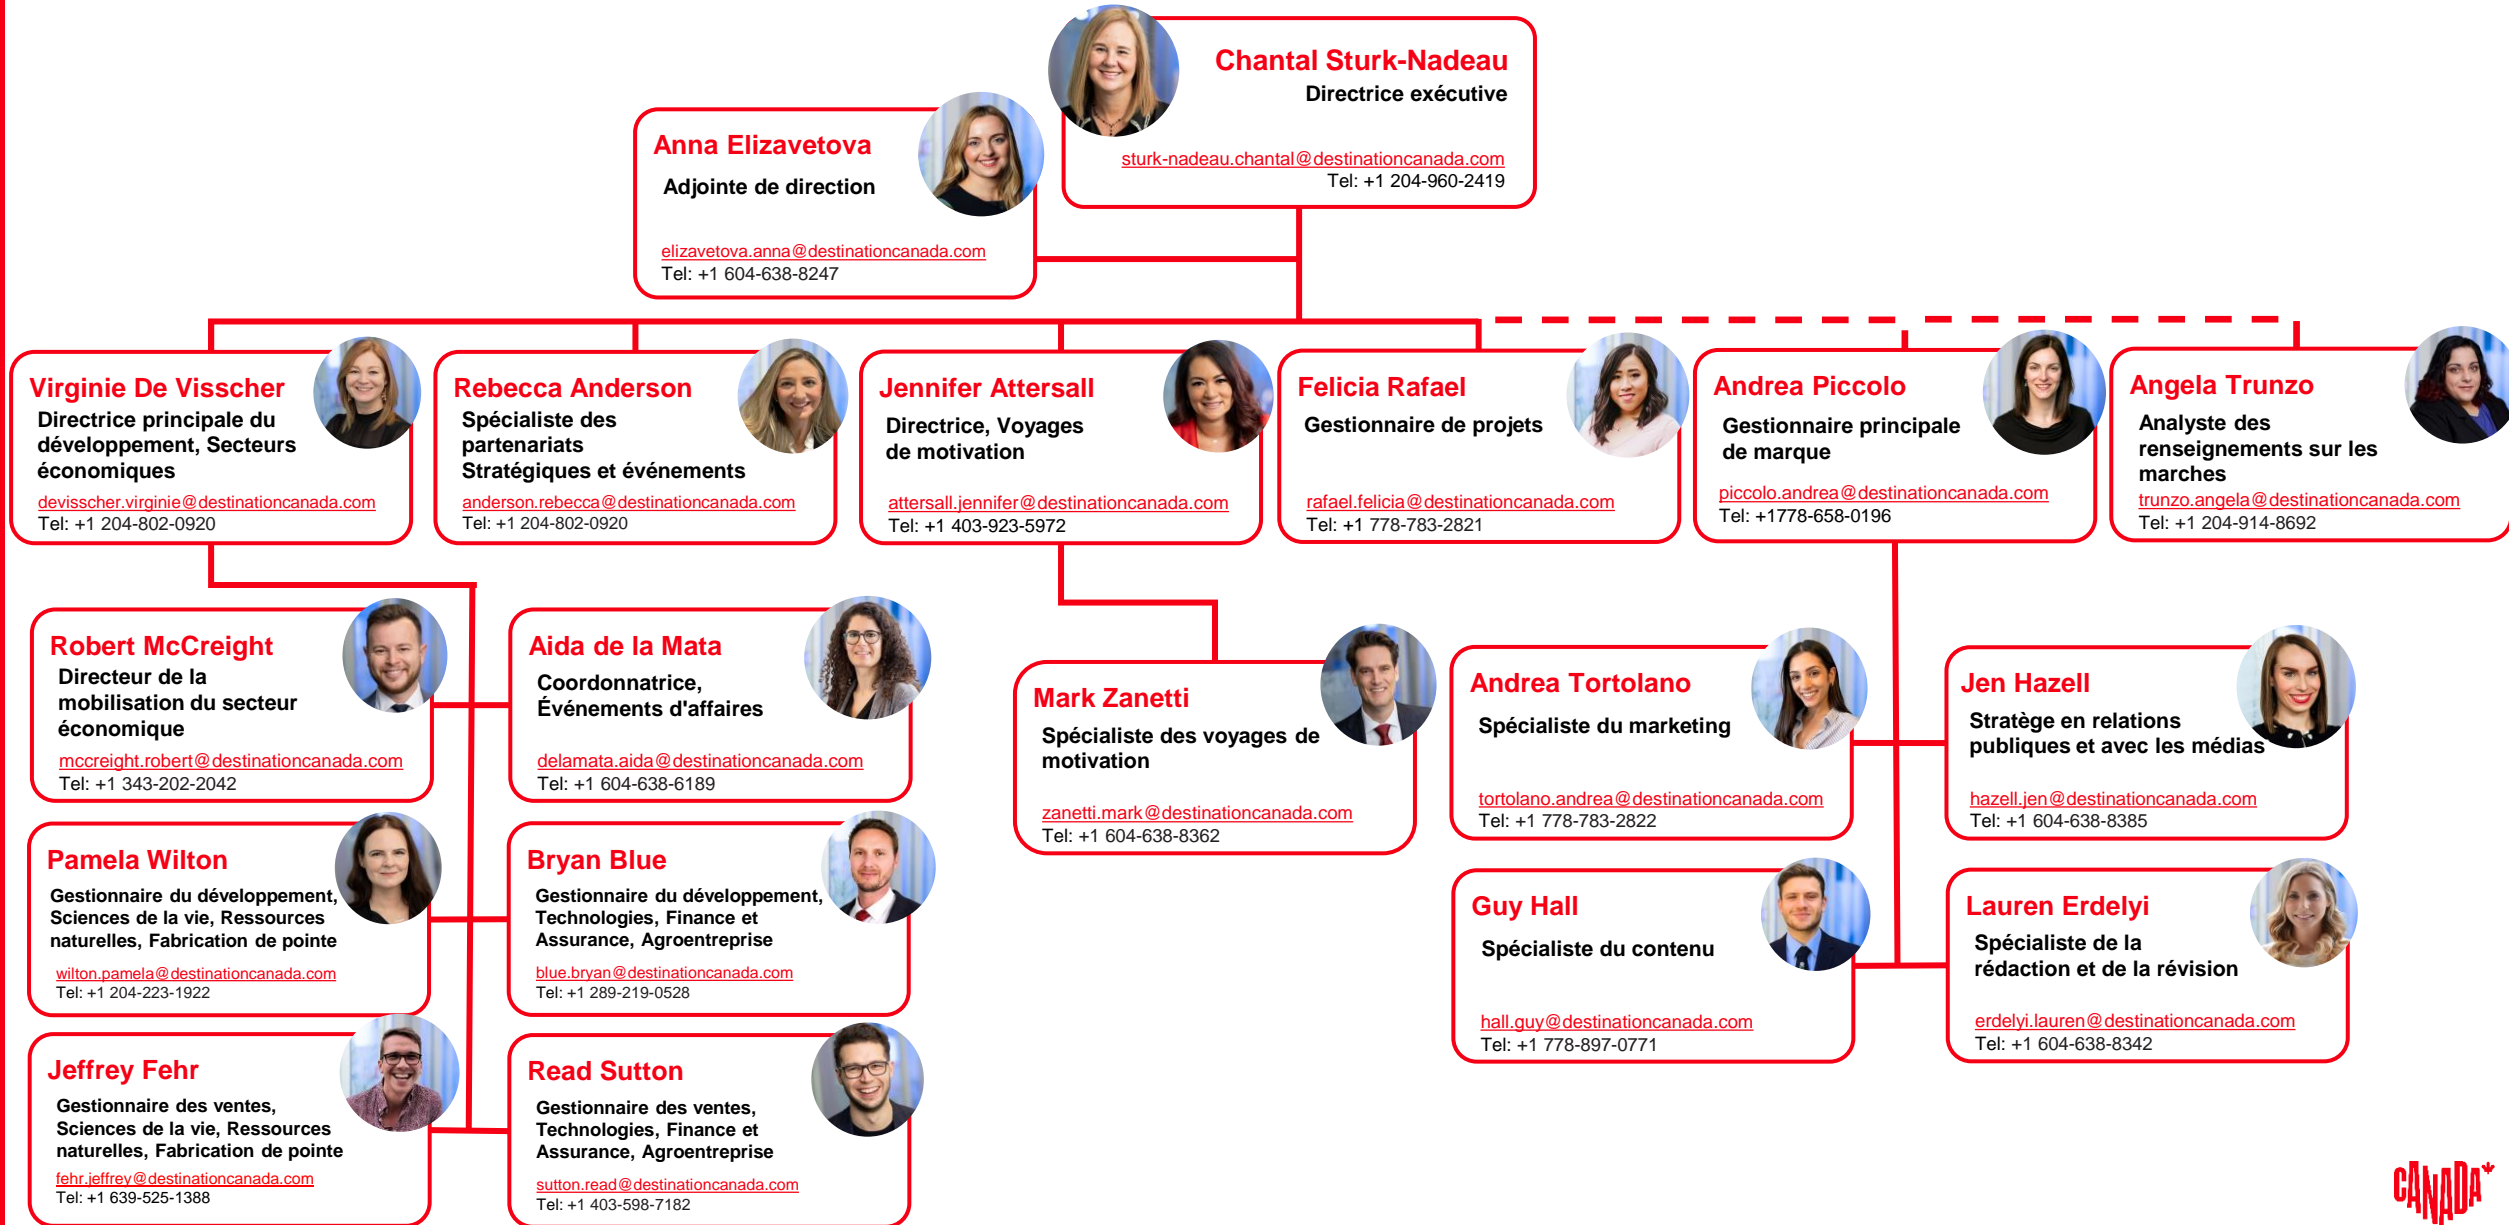 Chantal Sturk-Nadeau
Directrice exécutive
sturk-nadeau.chantal@destinationcanada.com
Tel: +1 204-960-2419
Anna Elizavetova
Adjointe de direction
elizavetova.anna@destinationcanada.com
Tel: +1 604-638-8247
Virginie De Visscher
Directrice principale du
développement, Secteurs
économiques
devisscher.virginie@destinationcanada.com
Tel: +1 204-802-0920
Rebecca Anderson
Spécialiste des
partenariats
Stratégiques et événements
anderson.rebecca@destinationcanada.com
Tel: +1 204-802-0920
Jennifer Attersall
Directrice, Voyages
de motivation
attersall.jennifer@destinationcanada.com
Tel: +1 403-923-5972
Felicia Rafael
Gestionnaire de projets
rafael.felicia@destinationcanada.com
Tel: +1 778-783-2821
Andrea Piccolo
Gestionnaire principale
de marque
piccolo.andrea@destinationcanada.com
Tel: +1778-658-0196
Angela Trunzo
Analyste des
renseignements sur les
marches
trunzo.angela@destinationcanada.com
Tel: +1 204-914-8692
Robert McCreight
Directeur de la
mobilisation du secteur
économique
mccreight.robert@destinationcanada.com
Tel: +1 343-202-2042
Aida de la Mata
Coordonnatrice,
Événements d'affaires
delamata.aida@destinationcanada.com
Tel: +1 604-638-6189
Mark Zanetti
Spécialiste des voyages de
motivation
zanetti.mark@destinationcanada.com
Tel: +1 604-638-8362
Andrea Tortolano
Spécialiste du marketing
tortolano.andrea@destinationcanada.com
Tel: +1 778-783-2822
Jen Hazell
Stratège en relations
publiques et avec les médias
hazell.jen@destinationcanada.com
Tel: +1 604-638-8385
Pamela Wilton
Gestionnaire du développement,
Sciences de la vie, Ressources
naturelles, Fabrication de pointe
wilton.pamela@destinationcanada.com
Tel: +1 204-223-1922
Bryan Blue
Gestionnaire du développement,
Technologies, Finance et
Assurance, Agroentreprise
blue.bryan@destinationcanada.com
Tel: +1 289-219-0528
Guy Hall
Spécialiste du contenu
hall.guy@destinationcanada.com
Tel: +1 778-897-0771
Lauren Erdelyi
Spécialiste de la
rédaction et de la révision
erdelyi.lauren@destinationcanada.com
Tel: +1 604-638-8342
Jeffrey Fehr
Gestionnaire des ventes,
Sciences de la vie, Ressources
naturelles, Fabrication de pointe
fehr.jeffrey@destinationcanada.com
Tel: +1 639-525-1388
Read Sutton
Gestionnaire des ventes,
Technologies, Finance et
Assurance, Agroentreprise
sutton.read@destinationcanada.com
Tel: +1 403-598-7182
CANADA